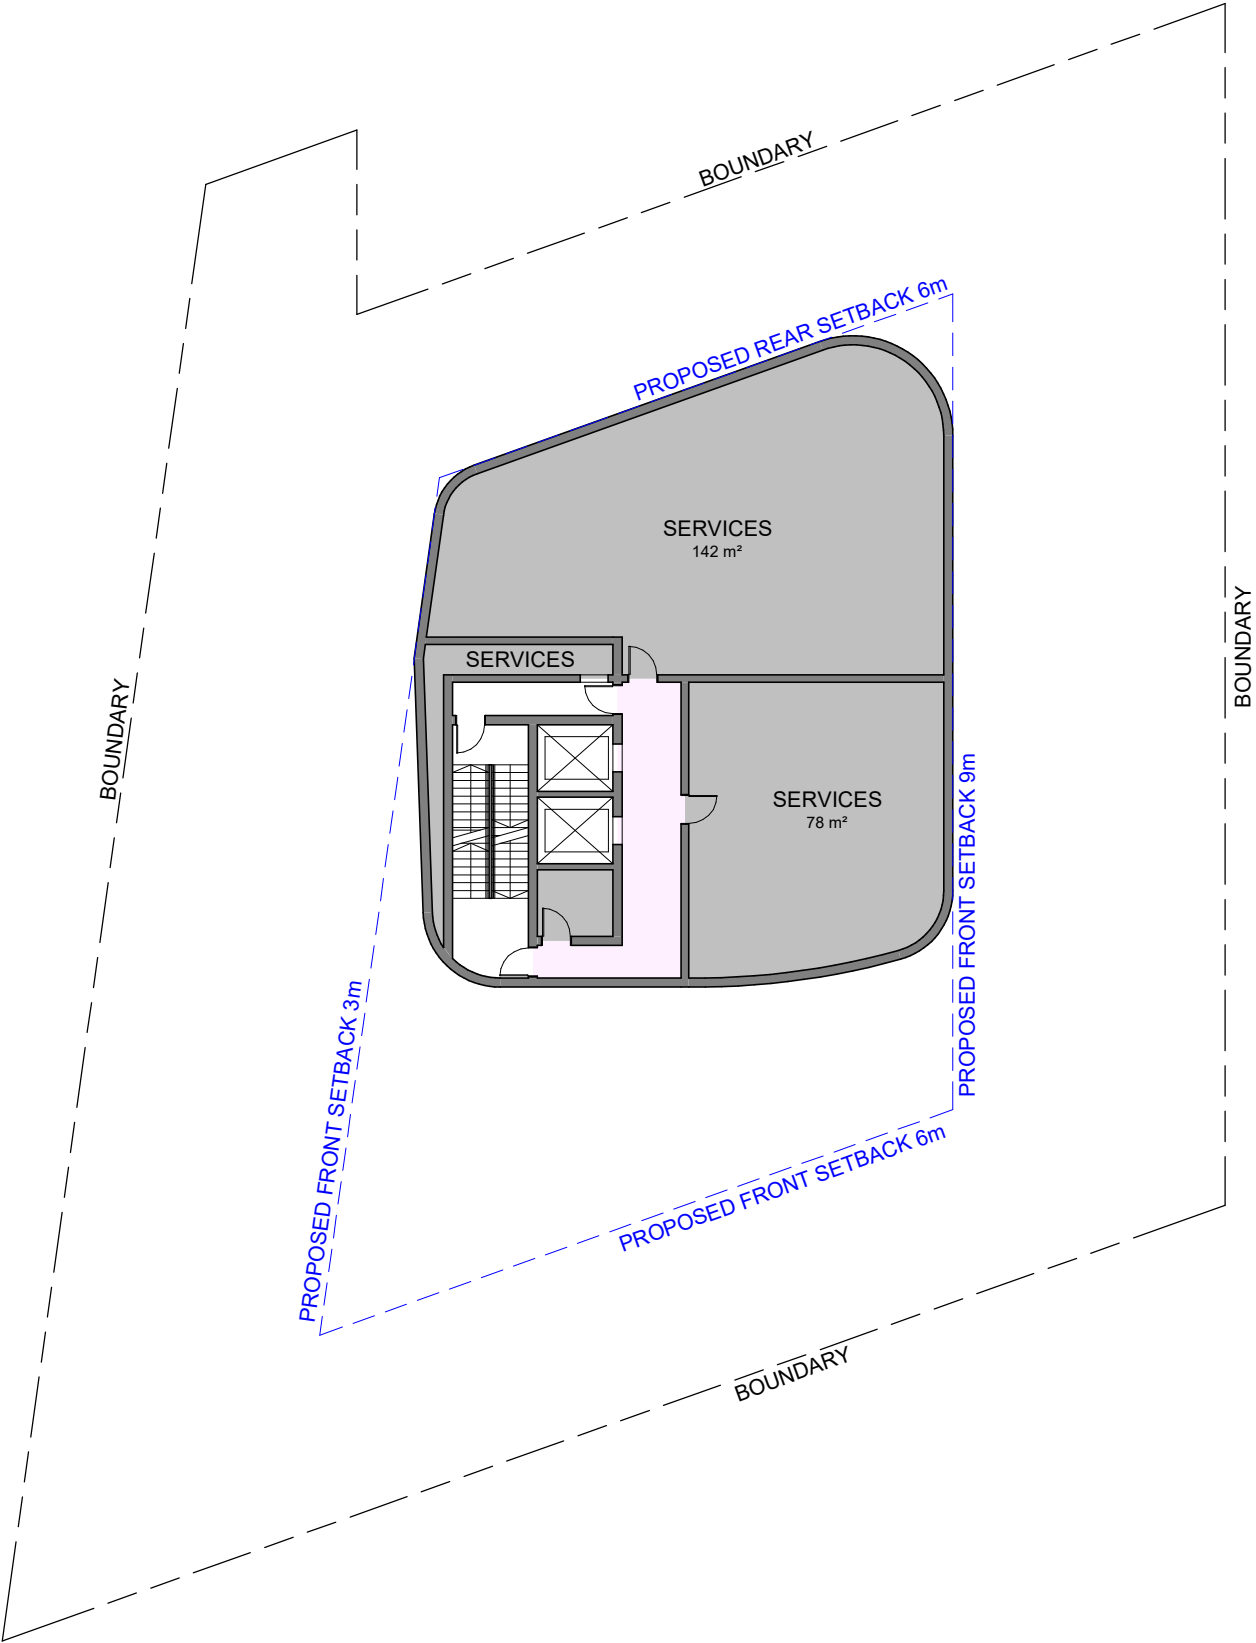 BOUNDARY
PROPOSED REAR SETBACK 6m
SERVICES
142 m²
BOUNDARY
SERVICES
BOUNDARY
SERVICES
78 m²
PROPOSED FRONT SETBACK 9m
PROPOSED FRONT SETBACK 3m
PROPOSED FRONT SETBACK 6m
BOUNDARY